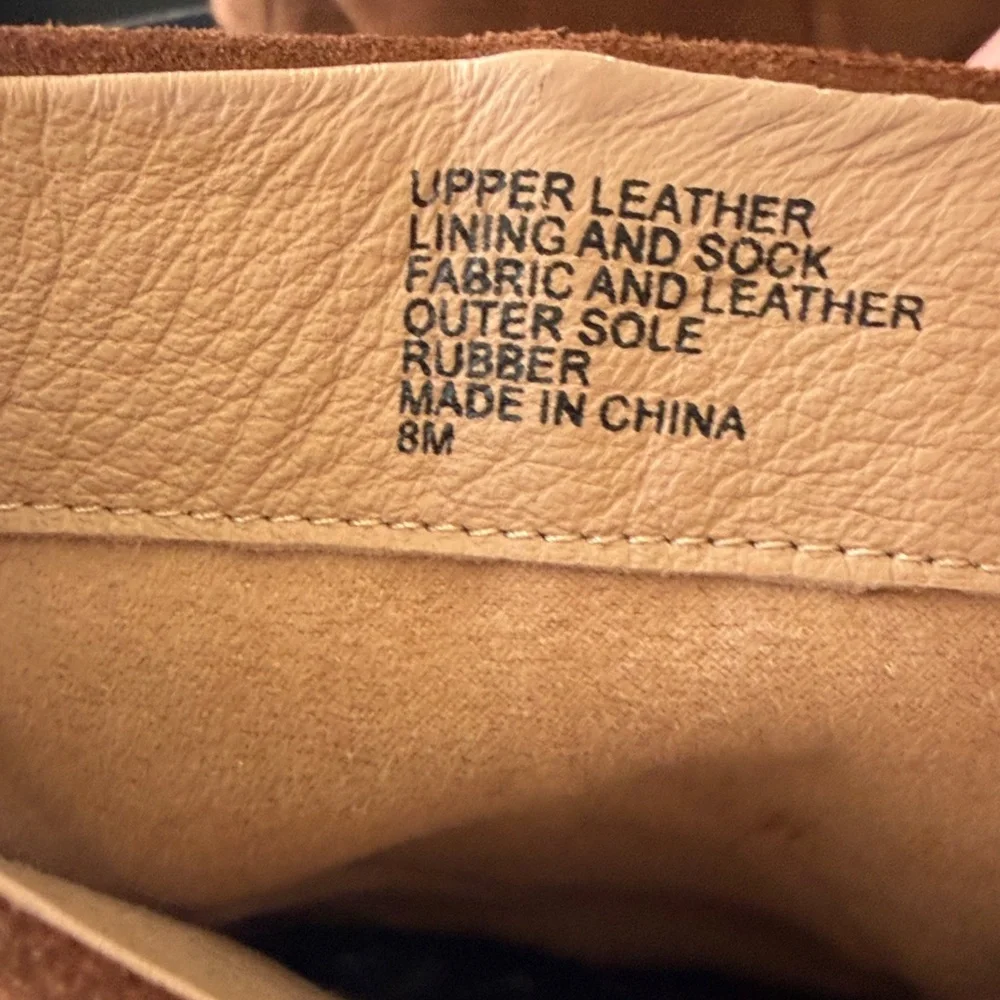 UPPER LEATHER
LINING AND SOCK
FABRIC AND LEATHER
OUTER SOLE
RUBBER
MADE IN CHINA
8M